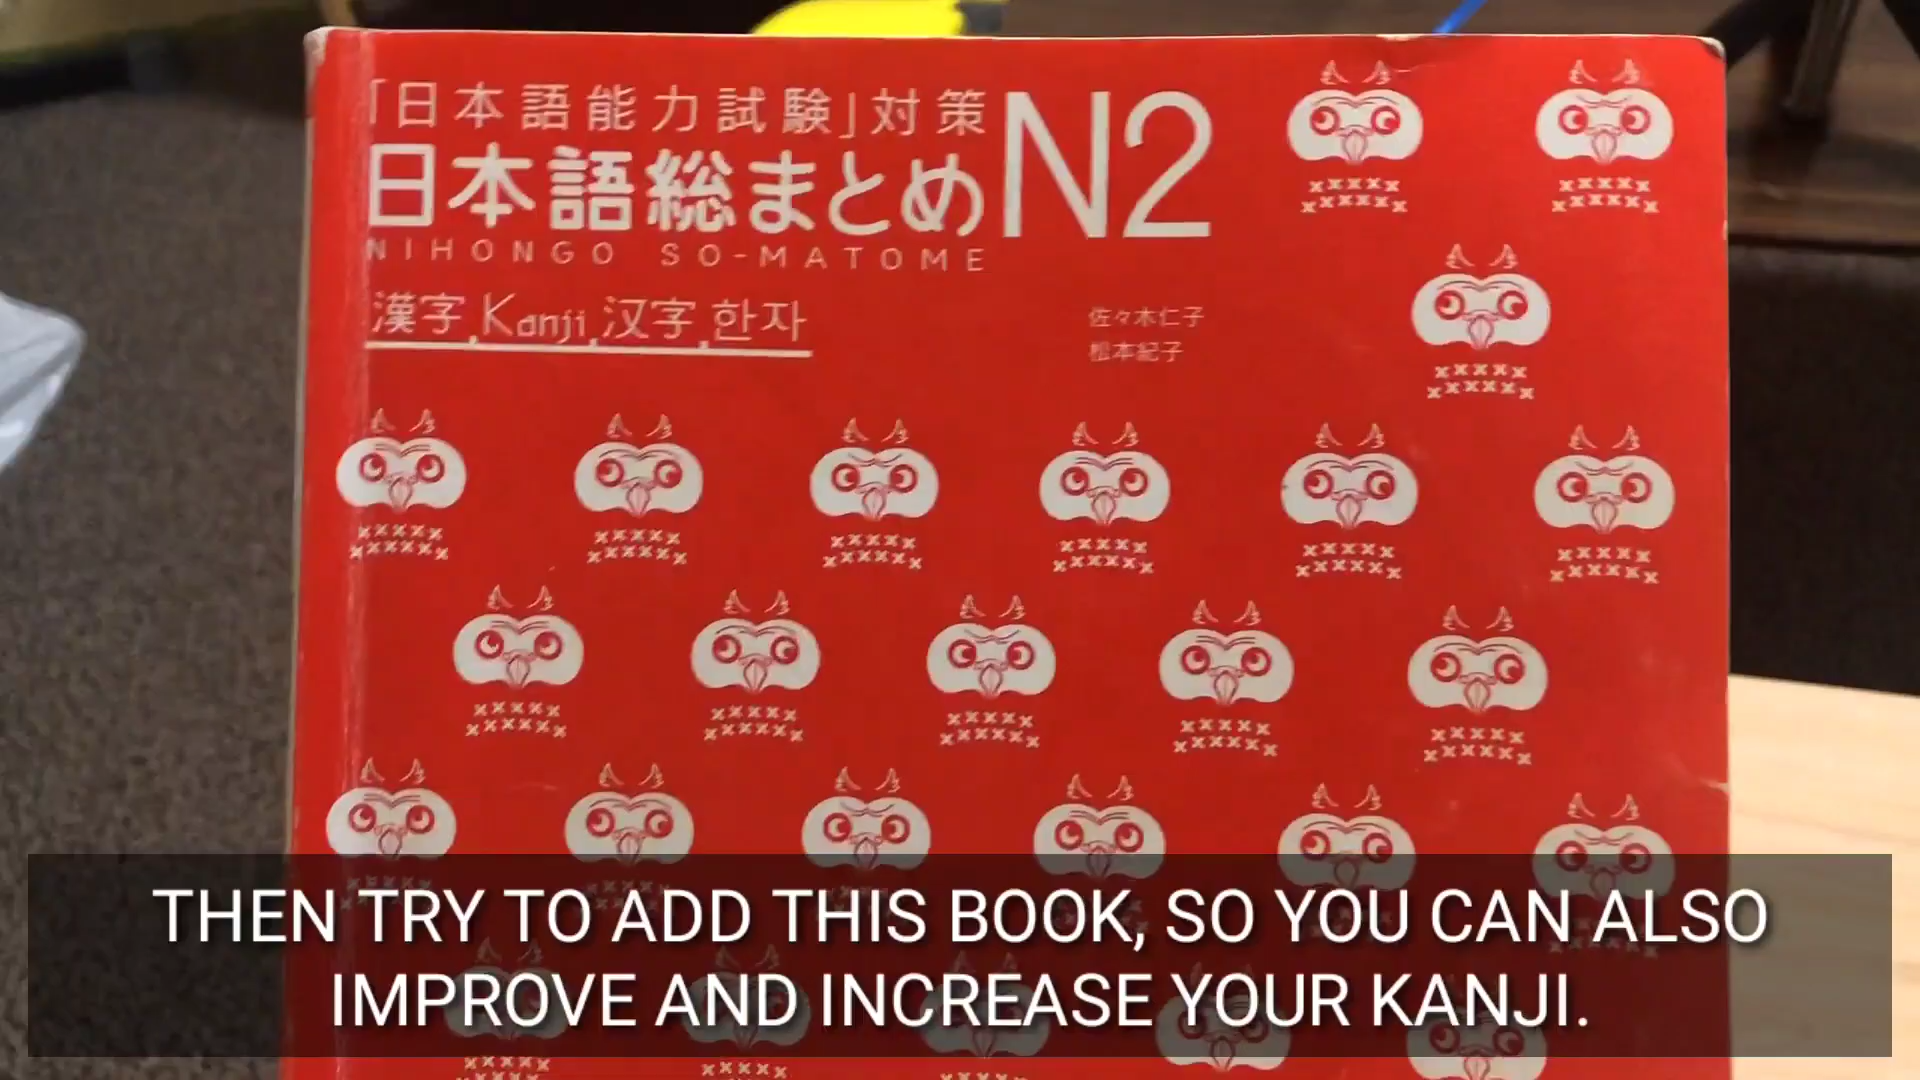 「日本語能力試験」対策
日本語総まとめ N2
NIHONGO SO-MATOME
漢字, Kanji, 汉字, 한자
佐々木仁子
松本紀子
THEN TRY TO ADD THIS BOOK, SO YOU CAN ALSO
IMPROVE AND INCREASE YOUR KANJI.